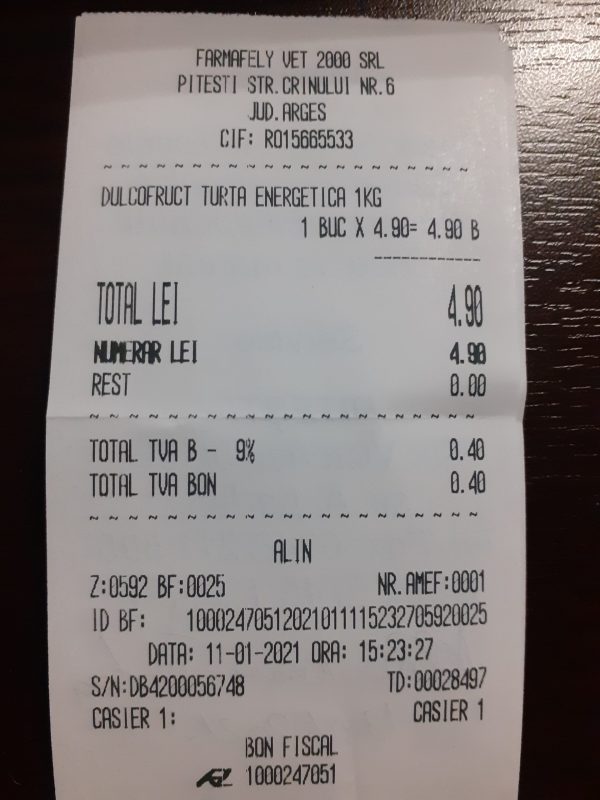 FARMAFELY VET 2000 SRL
PITESTI STR.CRINULUI NR.6
JUD.ARGES
CIF: RO15665533
DULCOFRUCT TURTA ENERGETICA 1KG
1 BUC X 4.90= 4.90 B
TOTAL LEI 4.90
NUMERAR LEI 4.90
REST 0.00
TOTAL TVA B - 9% 0.40
TOTAL TVA BON 0.40
ALIN
Z:0592 BF:0025 NR.AMEF:0001
ID BF: 1000247051202101111523270592​0025
DATA: 11-01-2021 ORA: 15:23:27
S/N:DB4200056748 TD:00028497
CASIER 1: CASIER 1
BON FISCAL
1000247051